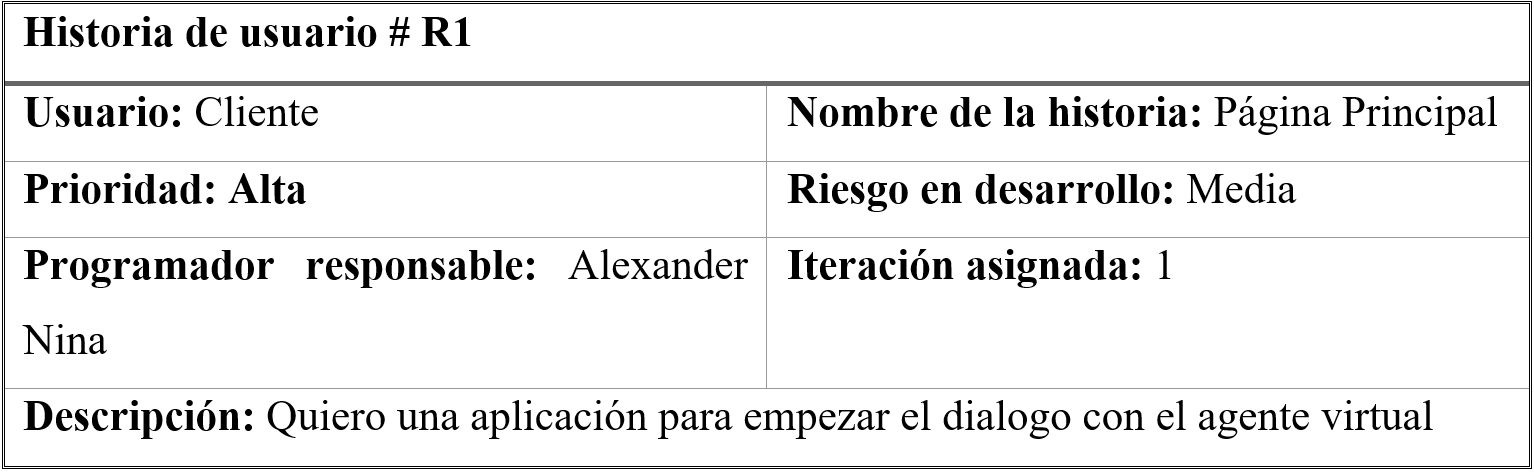 Historia de usuario # R1
Usuario: Cliente
Nombre de la historia: Página Principal
Prioridad: Alta
Riesgo en desarrollo: Media
Programador responsable: Alexander
Nina
Iteración asignada: 1
Descripción: Quiero una aplicación para empezar el dialogo con el agente virtual